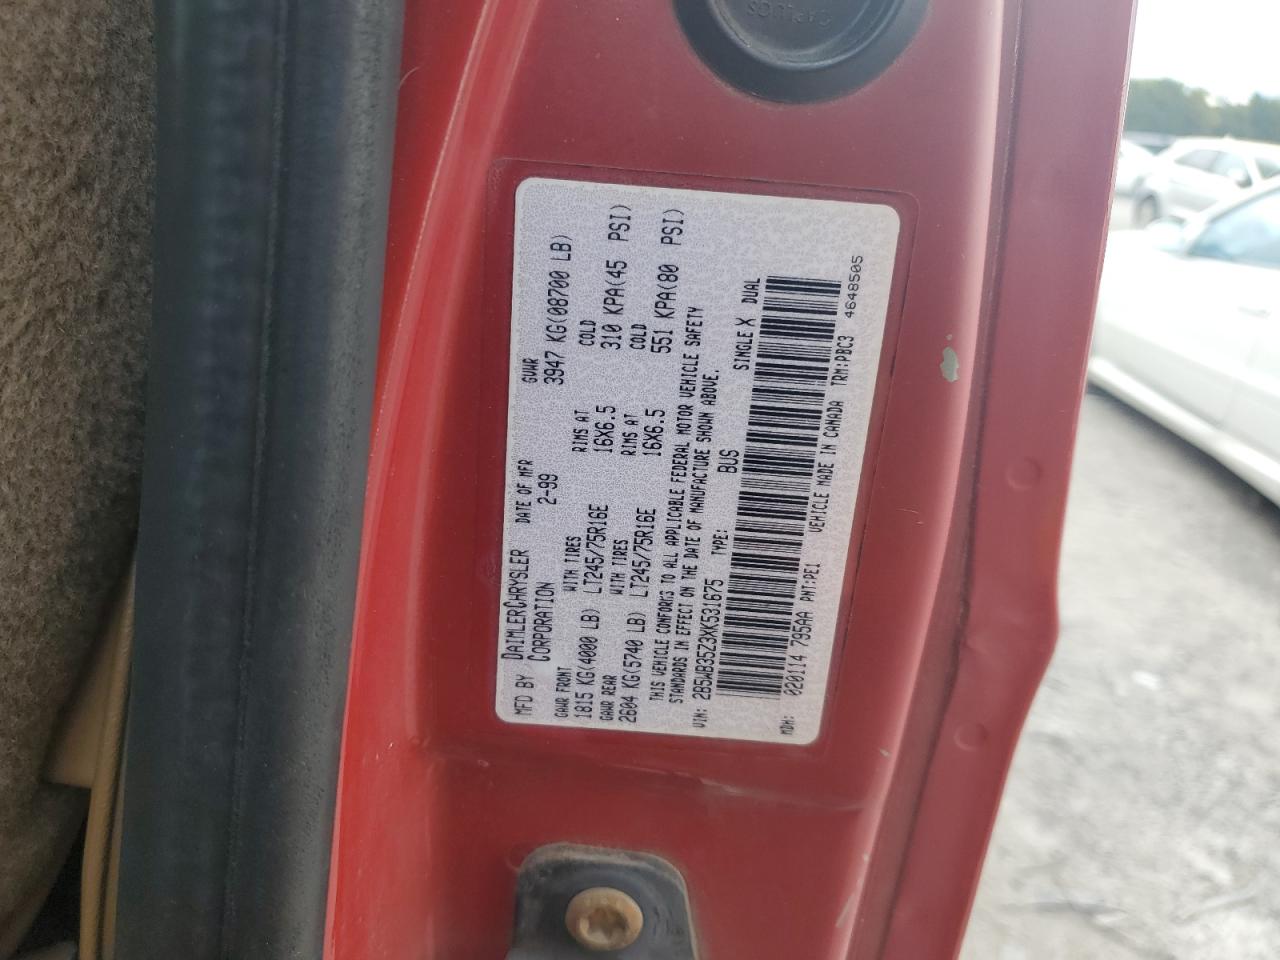 MFD BY DAIMLERCHRYSLER CORPORATION DATE OF MFR 2-99 GVWR 3947 KG(08700 LB)
GAWR FRONT WITH TIRES RIMS AT COLD
1815 KG(4000 LB) LT245/75R16E 16X6.5 310 KPA(45 PSI)
GAWR REAR WITH TIRES RIMS AT COLD
2604 KG(5740 LB) LT245/75R16E 16X6.5 551 KPA(80 PSI)
THIS VEHICLE CONFORMS TO ALL APPLICABLE FEDERAL MOTOR VEHICLE SAFETY
STANDARDS IN EFFECT ON THE DATE OF MANUFACTURE SHOWN ABOVE.
VIN: 2B5WB35Z3XK531675 TYPE: BUS SINGLE X DUAL
MDH: 020114 795AA PNT:PE1 VEHICLE MADE IN CANADA TRM:PBC3
4648505